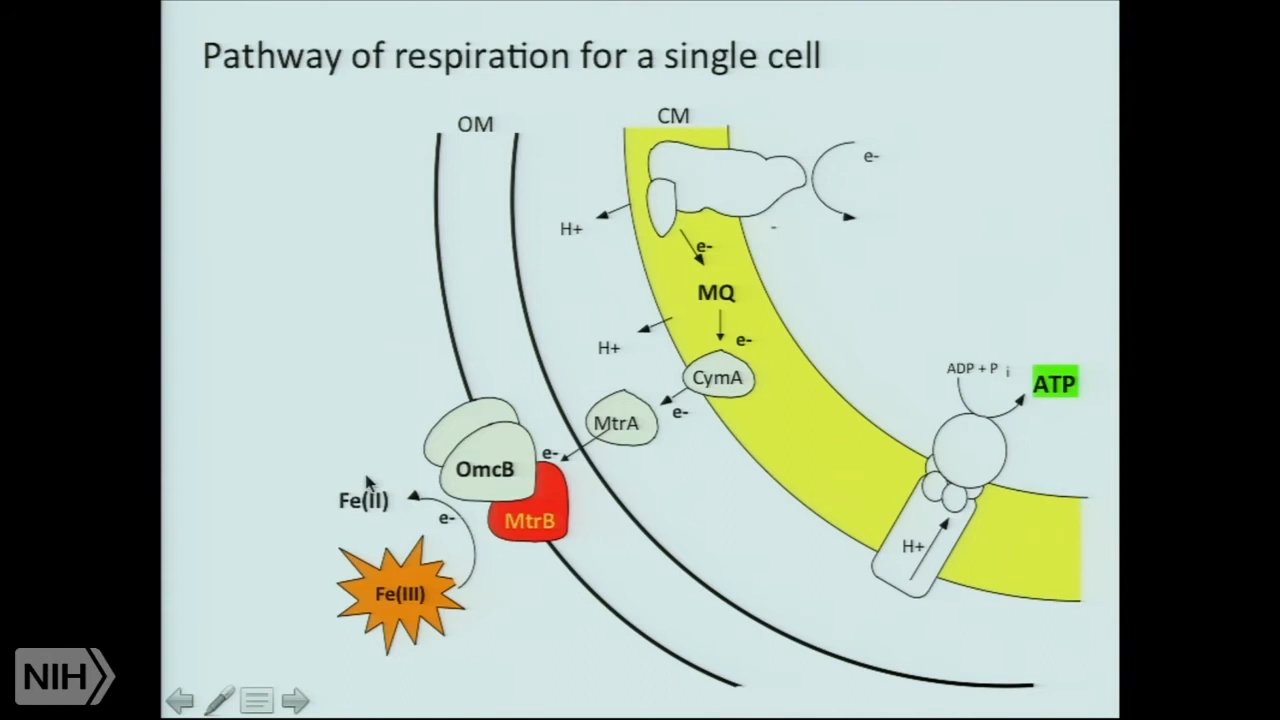 Pathway of respiration for a single cell
OM
CM
e-
H+
-
e-
MQ
e-
H+
CymA
e-
MtrA
e-
OmcB
MtrB
Fe(II)
e-
Fe(III)
ADP + P i
ATP
H+
NIH